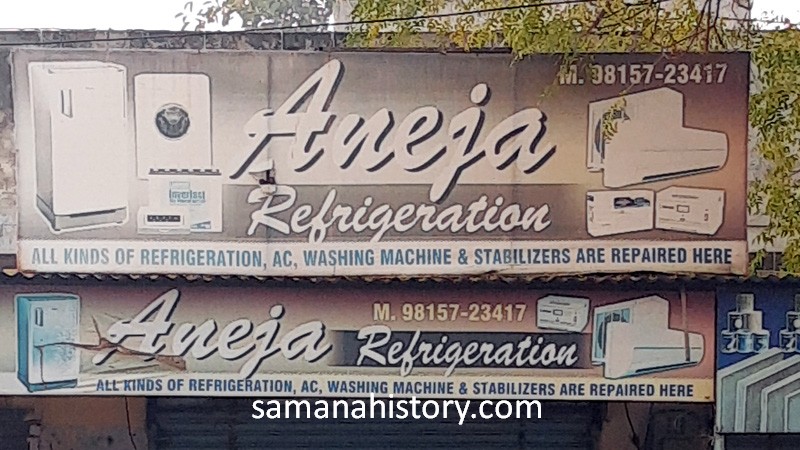 M. 98157-23417
Aneja
Refrigeration
ALL KINDS OF REFRIGERATION, AC, WASHING MACHINE & STABILIZERS ARE REPAIRED HERE
M. 98157-23417
Aneja Refrigeration
ALL KINDS OF REFRIGERATION, AC, WASHING MACHINE & STABILIZERS ARE REPAIRED HERE
samanahistory.com